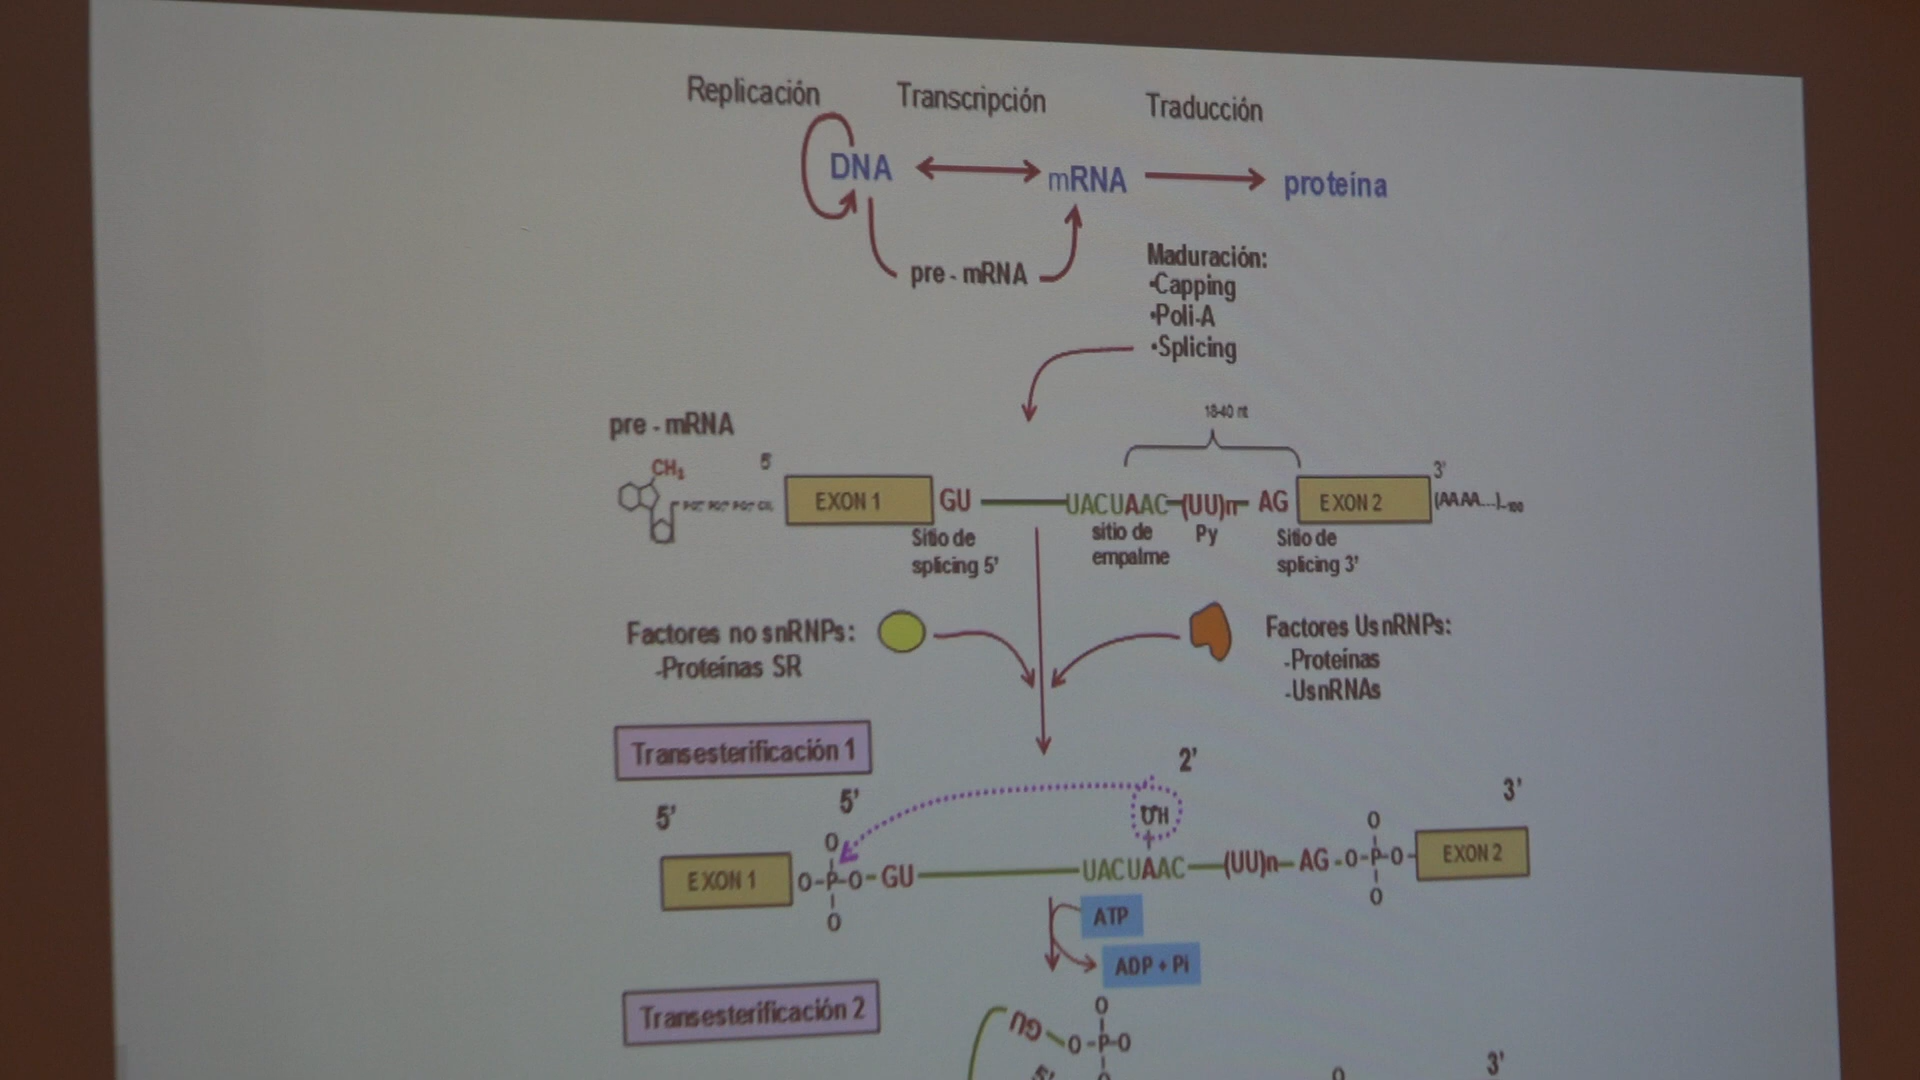 Replicación Transcripción Traducción
DNA mRNA proteína
pre - mRNA
Maduración:
•Capping
•Poli-A
•Splicing
18-40 nt
pre - mRNA
CH₃ 5' 3'
EXON 1 GU UACUAAC (UU)n AG EXON 2 (AAAA...)
Sitio de splicing 5'
sitio de empalme
Py
Sitio de splicing 3'
Factores no snRNPs:
-Proteínas SR
Factores UsnRNPs:
-Proteínas
-UsnRNAs
Transesterificación 1
2'
5' 5' 3'
O OH O
EXON 1 O-P-O-GU UACUAAC (UU)n AG-O-P-O- EXON 2
O O
ATP
ADP + Pi
Transesterificación 2
O
GU O-P-O
5' O 3'